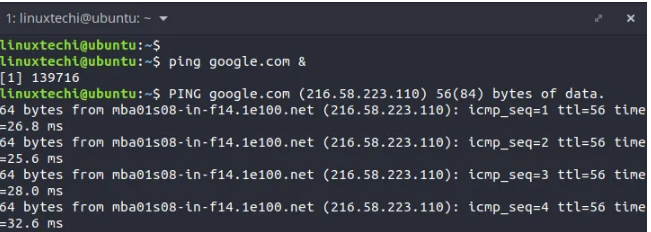 1: linuxtechi@ubuntu: ~
linuxtechi@ubuntu:~$
linuxtechi@ubuntu:~$ ping google.com &
[1] 139716
linuxtechi@ubuntu:~$ PING google.com (216.58.223.110) 56(84) bytes of data.
64 bytes from mba01s08-in-f14.1e100.net (216.58.223.110): icmp_seq=1 ttl=56 time
=26.8 ms
64 bytes from mba01s08-in-f14.1e100.net (216.58.223.110): icmp_seq=2 ttl=56 time
=25.6 ms
64 bytes from mba01s08-in-f14.1e100.net (216.58.223.110): icmp_seq=3 ttl=56 time
=28.0 ms
64 bytes from mba01s08-in-f14.1e100.net (216.58.223.110): icmp_seq=4 ttl=56 time
=32.6 ms